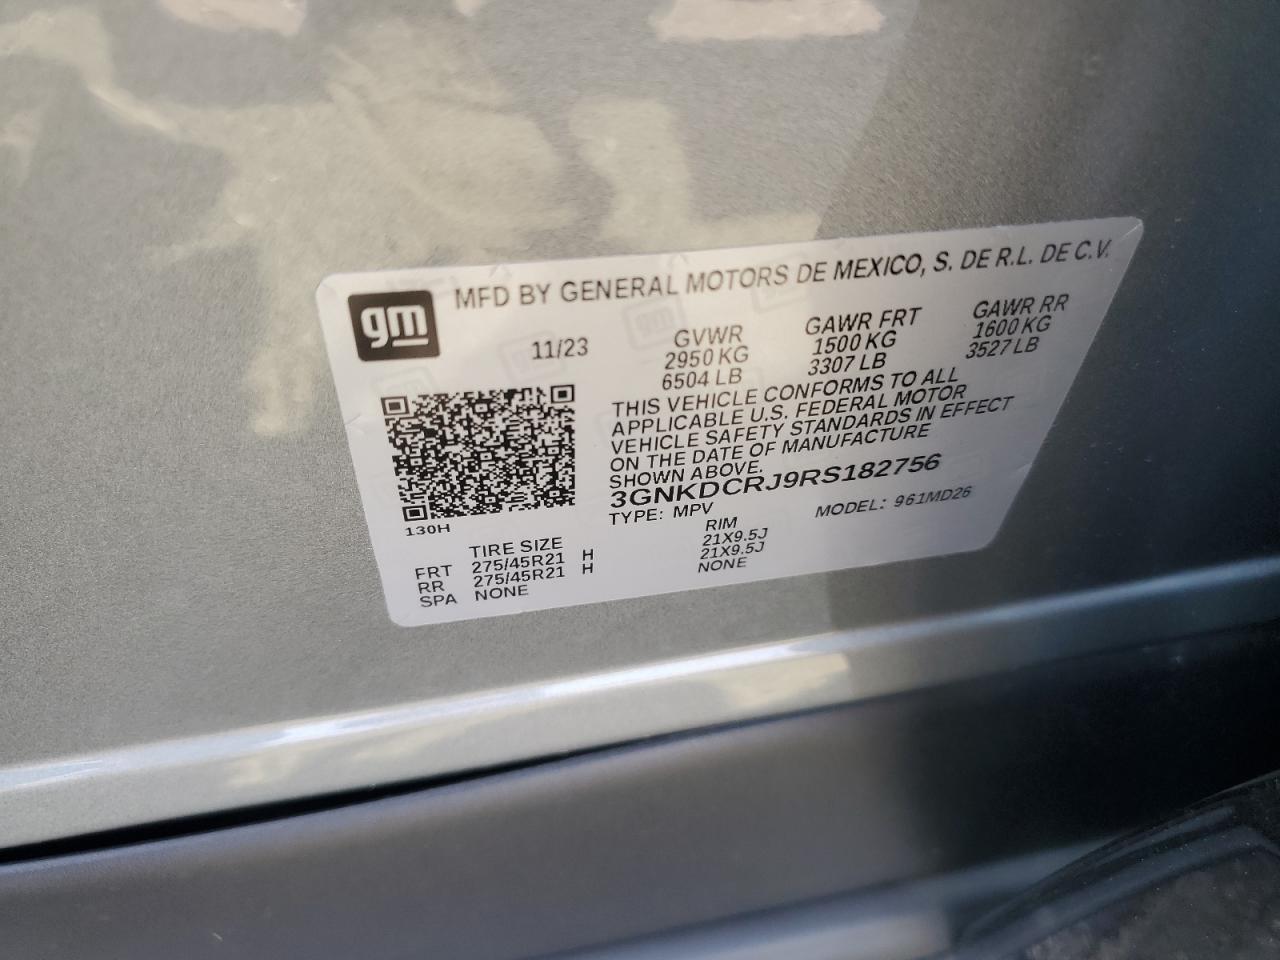 gm
MFD BY GENERAL MOTORS DE MEXICO, S. DE R.L. DE C.V.
11/23
GVWR
2950 KG
6504 LB
GAWR FRT
1500 KG
3307 LB
GAWR RR
1600 KG
3527 LB
THIS VEHICLE CONFORMS TO ALL
APPLICABLE U.S. FEDERAL MOTOR
VEHICLE SAFETY STANDARDS IN EFFECT
ON THE DATE OF MANUFACTURE
SHOWN ABOVE.
3GNKDCRJ9RS182756
TYPE: MPV
MODEL: 961MD26
130H
TIRE SIZE
RIM
FRT 275/45R21 H 21X9.5J
RR 275/45R21 H 21X9.5J
SPA NONE NONE